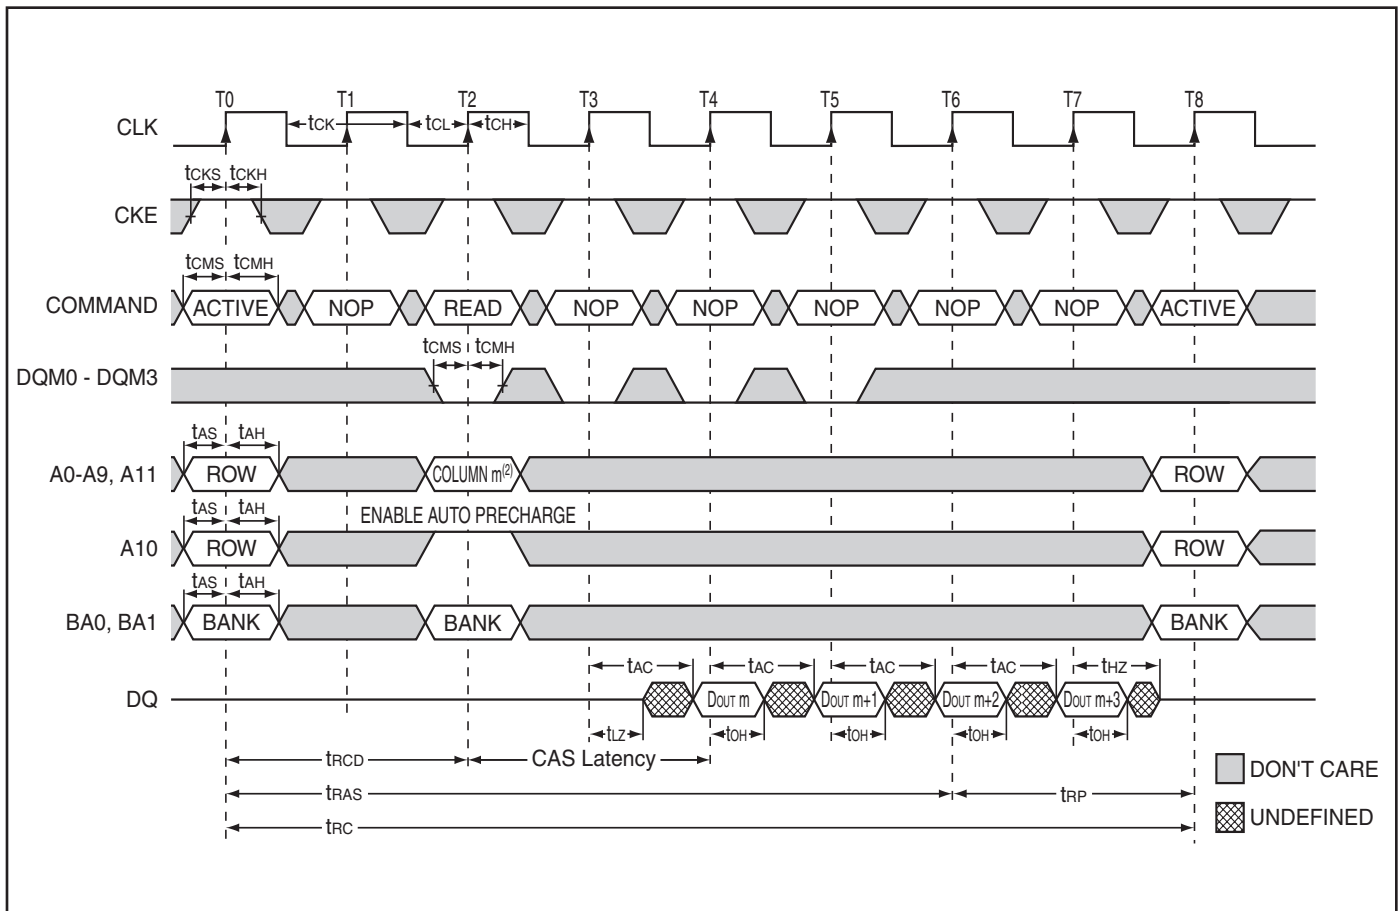 T0 T1 T2 T3 T4 T5 T6 T7 T8
CLK tCK tCL tCH
tCKS tCKH
CKE
tCMS tCMH
COMMAND ACTIVE NOP READ NOP NOP NOP NOP NOP ACTIVE
tCMS tCMH
DQM0 - DQM3
tAS tAH
A0-A9, A11 ROW COLUMN m(2) ROW
tAS tAH ENABLE AUTO PRECHARGE
A10 ROW ROW
tAS tAH
BA0, BA1 BANK BANK BANK
tAC tAC tAC tAC tHZ
DQ DOUT m DOUT m+1 DOUT m+2 DOUT m+3
tLZ tOH tOH tOH tOH
tRCD CAS Latency
DON'T CARE
tRAS tRP
UNDEFINED
tRC